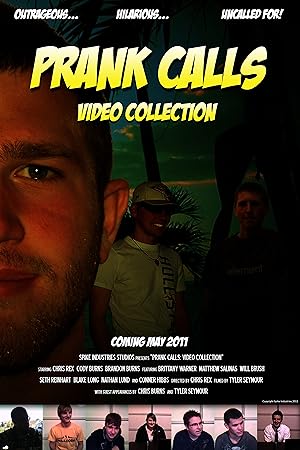 OUTRAGEOUS... HILARIOUS... UNCALLED FOR!
PRANK CALLS
VIDEO COLLECTION
COMING MAY 2011
SPIKE INDUSTRIES STUDIOS PRESENTS "PRANK CALLS: VIDEO COLLECTION"
STARRING CHRIS REX CODY BURNS BRANDON BURNS FEATURING BRITTANY WARNER MATTHEW SALINAS WILL BRUSH
SETH REINHART BLAKE LONG NATHAN LUND AND CONNER HIBBS DIRECTED BY CHRIS REX FILMED BY TYLER SEYMOUR
WITH GUEST APPEARANCES BY CHRIS BURNS AND TYLER SEYMOUR